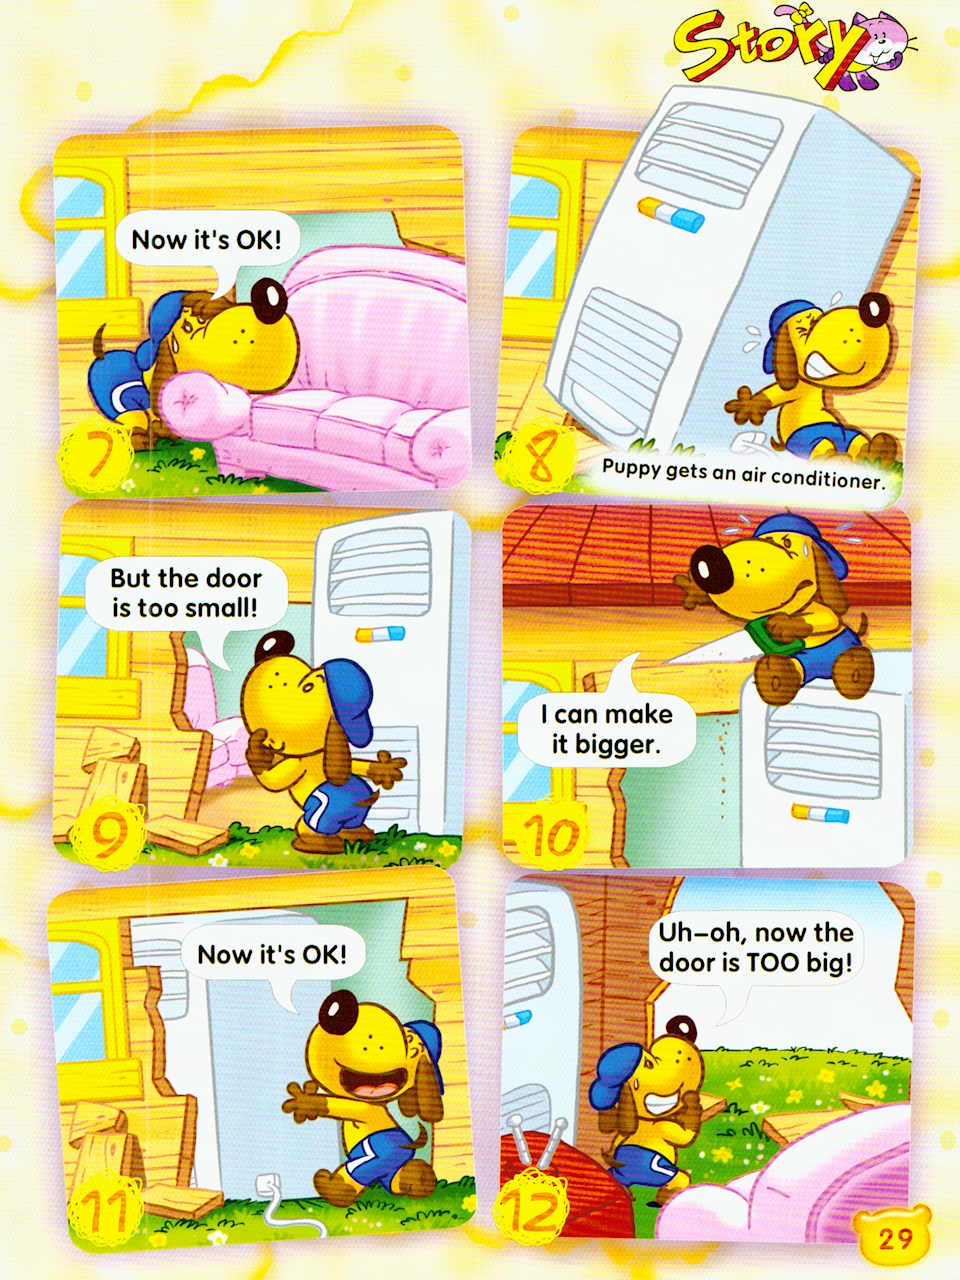 Story
Now it's OK!
7
8
Puppy gets an air conditioner.
But the door
is too small!
9
I can make
it bigger.
10
Now it's OK!
11
Uh-oh, now the
door is TOO big!
12
29